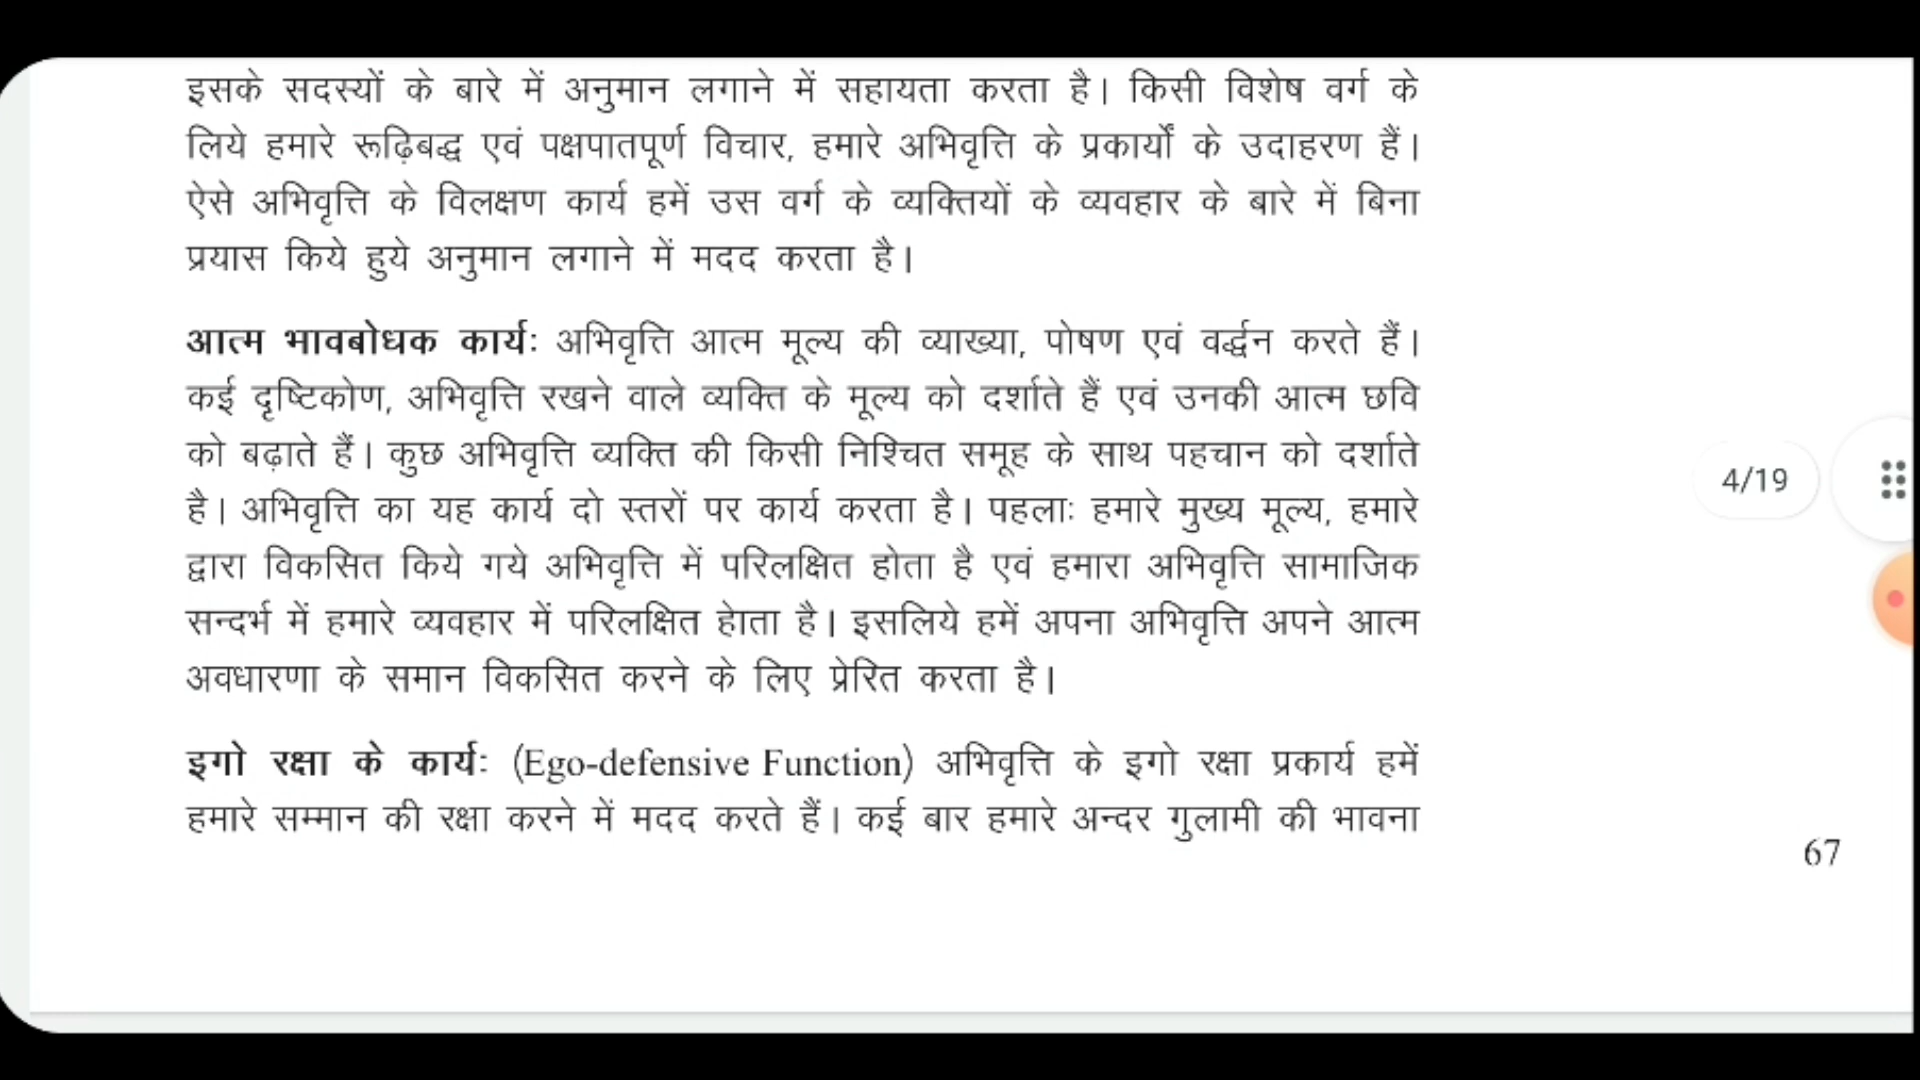 इसके सदस्यों के बारे में अनुमान लगाने में सहायता करता है। किसी विशेष वर्ग के
लिये हमारे रूढ़िबद्ध एवं पक्षपातपूर्ण विचार, हमारे अभिवृत्ति के प्रकार्यों के उदाहरण हैं।
ऐसे अभिवृत्ति के विलक्षण कार्य हमें उस वर्ग के व्यक्तियों के व्यवहार के बारे में बिना
प्रयास किये हुये अनुमान लगाने में मदद करता है।
आत्म भावबोधक कार्यः अभिवृत्ति आत्म मूल्य की व्याख्या, पोषण एवं वर्द्धन करते हैं।
कई दृष्टिकोण, अभिवृत्ति रखने वाले व्यक्ति के मूल्य को दर्शाते हैं एवं उनकी आत्म छवि
को बढ़ाते हैं। कुछ अभिवृत्ति व्यक्ति की किसी निश्चित समूह के साथ पहचान को दर्शाते
है। अभिवृत्ति का यह कार्य दो स्तरों पर कार्य करता है। पहलाः हमारे मुख्य मूल्य, हमारे
द्वारा विकसित किये गये अभिवृत्ति में परिलक्षित होता है एवं हमारा अभिवृत्ति सामाजिक
सन्दर्भ में हमारे व्यवहार में परिलक्षित हेाता है। इसलिये हमें अपना अभिवृत्ति अपने आत्म
अवधारणा के समान विकसित करने के लिए प्रेरित करता है।
4/19
इगो रक्षा के कार्यः (Ego-defensive Function) अभिवृत्ति के इगो रक्षा प्रकार्य हमें
हमारे सम्मान की रक्षा करने में मदद करते हैं। कई बार हमारे अन्दर गुलामी की भावना
67